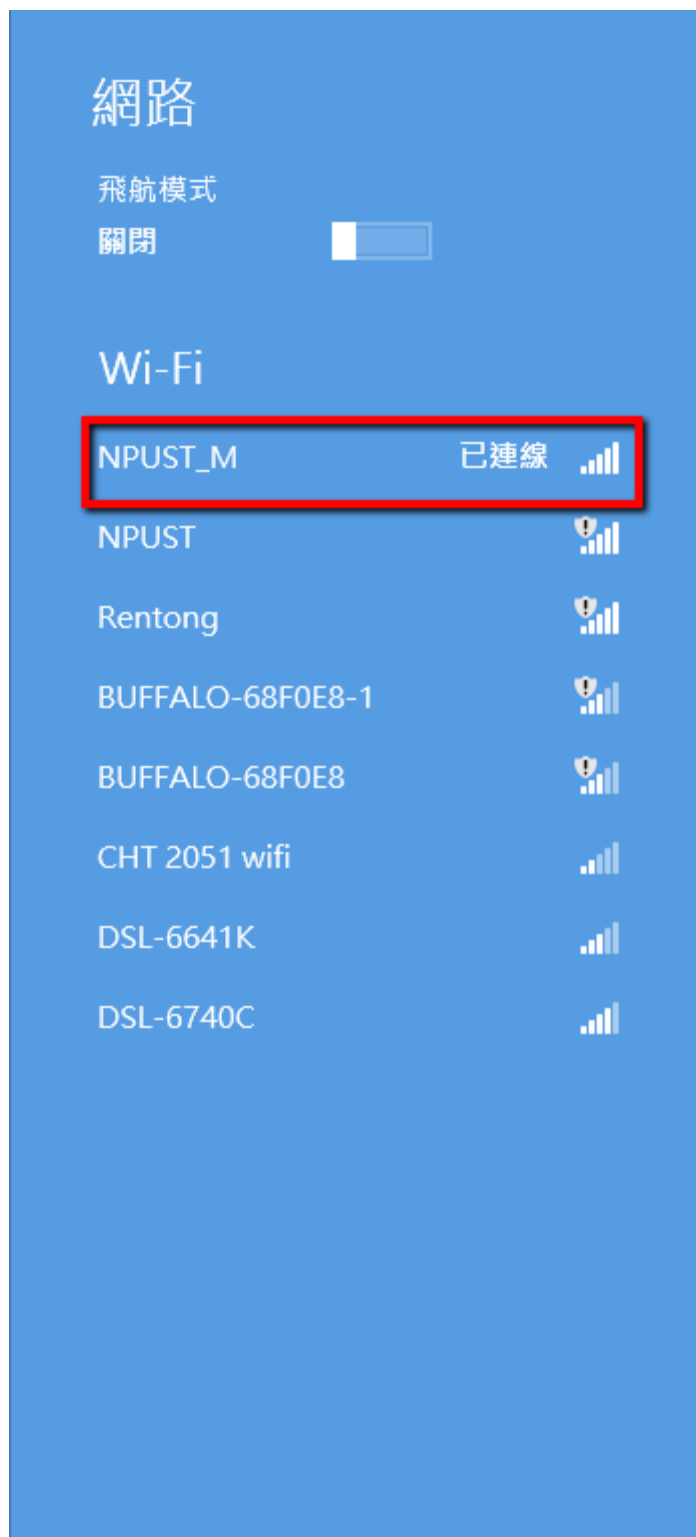 網路
飛航模式
關閉
Wi-Fi
NPUST_M 已連線
NPUST
Rentong
BUFFALO-68F0E8-1
BUFFALO-68F0E8
CHT 2051 wifi
DSL-6641K
DSL-6740C